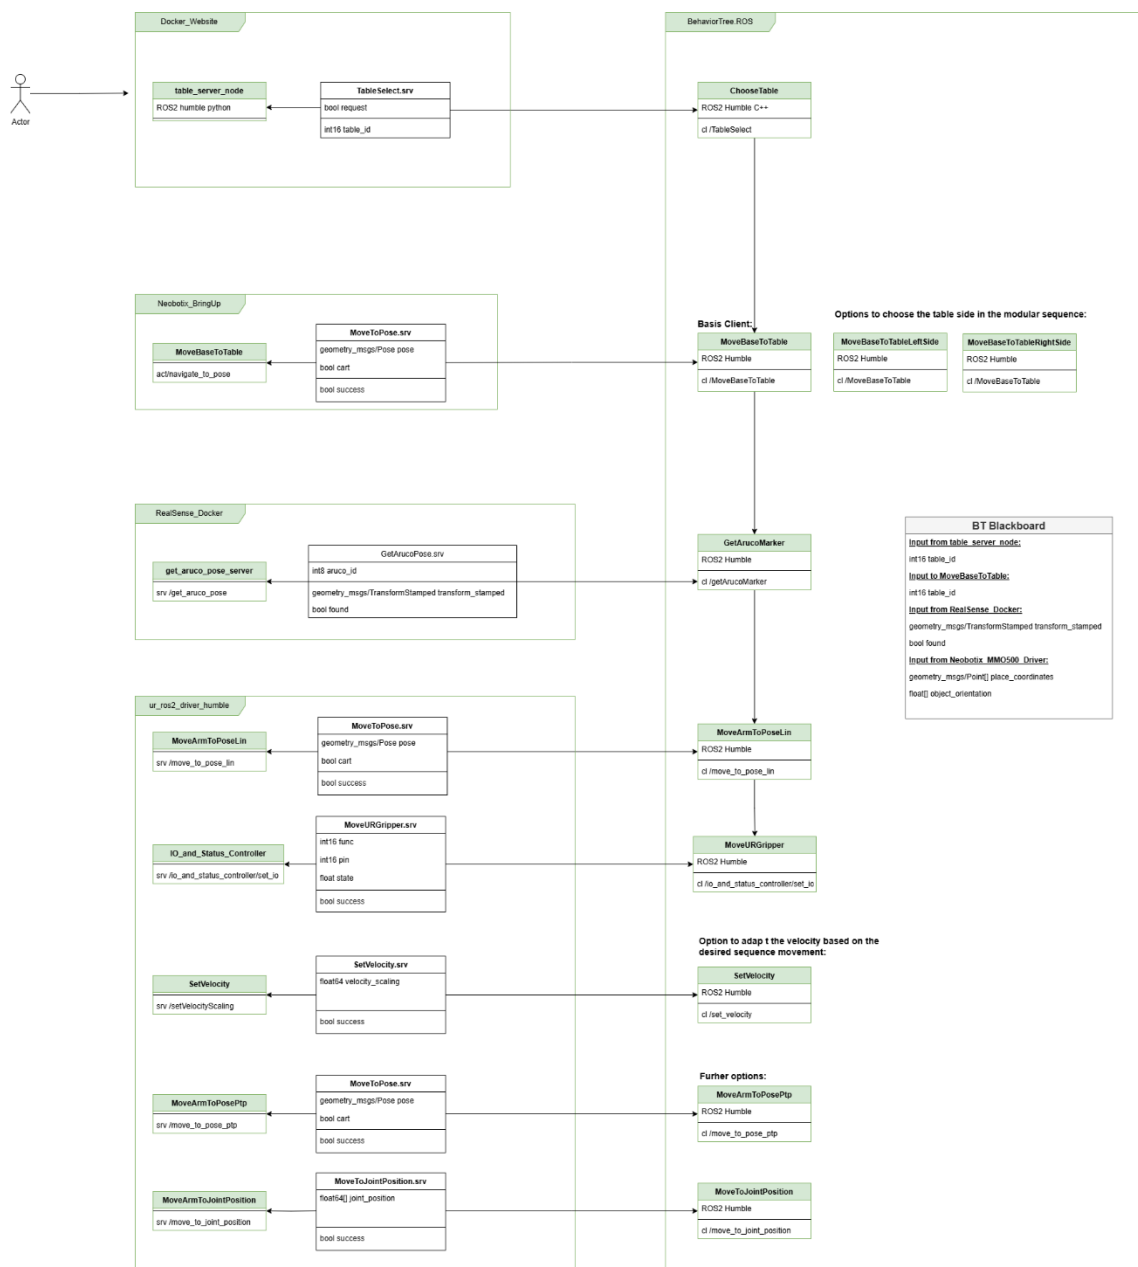 Docker_Website
BehaviorTree.ROS
Actor
table_server_node
ROS2 humble python
TableSelect.srv
bool request
int16 table_id
ChooseTable
ROS2 Humble C++
cl /TableSelect
Neobotix_BringUp
MoveBaseToTable
act/navigate_to_pose
MoveToPose.srv
geometry_msgs/Pose pose
bool cart
bool success
Basis Client:
MoveBaseToTable
ROS2 Humble
cl /MoveBaseToTable
Options to choose the table side in the modular sequence:
MoveBaseToTableLeftSide
ROS2 Humble
cl /MoveBaseToTable
MoveBaseToTableRightSide
ROS2 Humble
cl /MoveBaseToTable
RealSense_Docker
get_aruco_pose_server
srv /get_aruco_pose
GetArucoPose.srv
int8 aruco_id
geometry_msgs/TransformStamped transform_stamped
bool found
GetArucoMarker
ROS2 Humble
cl /getArucoMarker
BT Blackboard
Input from table_server_node:
int16 table_id
Input to MoveBaseToTable:
int16 table_id
Input from RealSense_Docker:
geometry_msgs/TransformStamped transform_stamped
bool found
Input from Neobotix_MMO500_Driver:
geometry_msgs/Point[] place_coordinates
float[] object_orientation
ur_ros2_driver_humble
MoveArmToPoseLin
srv /move_to_pose_lin
MoveToPose.srv
geometry_msgs/Pose pose
bool cart
bool success
MoveArmToPoseLin
ROS2 Humble
cl /move_to_pose_lin
IO_and_Status_Controller
srv /io_and_status_controller/set_io
MoveURGripper.srv
int16 func
int16 pin
float state
bool success
MoveURGripper
ROS2 Humble
cl /io_and_status_controller/set_io
Option to adap t the velocity based on the
desired sequence movement:
SetVelocity
srv /setVelocityScaling
SetVelocity.srv
float64 velocity_scaling
bool success
SetVelocity
ROS2 Humble
cl /set_velocity
Furher options:
MoveArmToPosePtp
srv /move_to_pose_ptp
MoveToPose.srv
geometry_msgs/Pose pose
bool cart
bool success
MoveArmToPosePtp
ROS2 Humble
cl /move_to_pose_ptp
MoveArmToJointPosition
srv /move_to_joint_position
MoveToJointPosition.srv
float64[] joint_position
bool success
MoveToJointPosition
ROS2 Humble
cl /move_to_joint_position